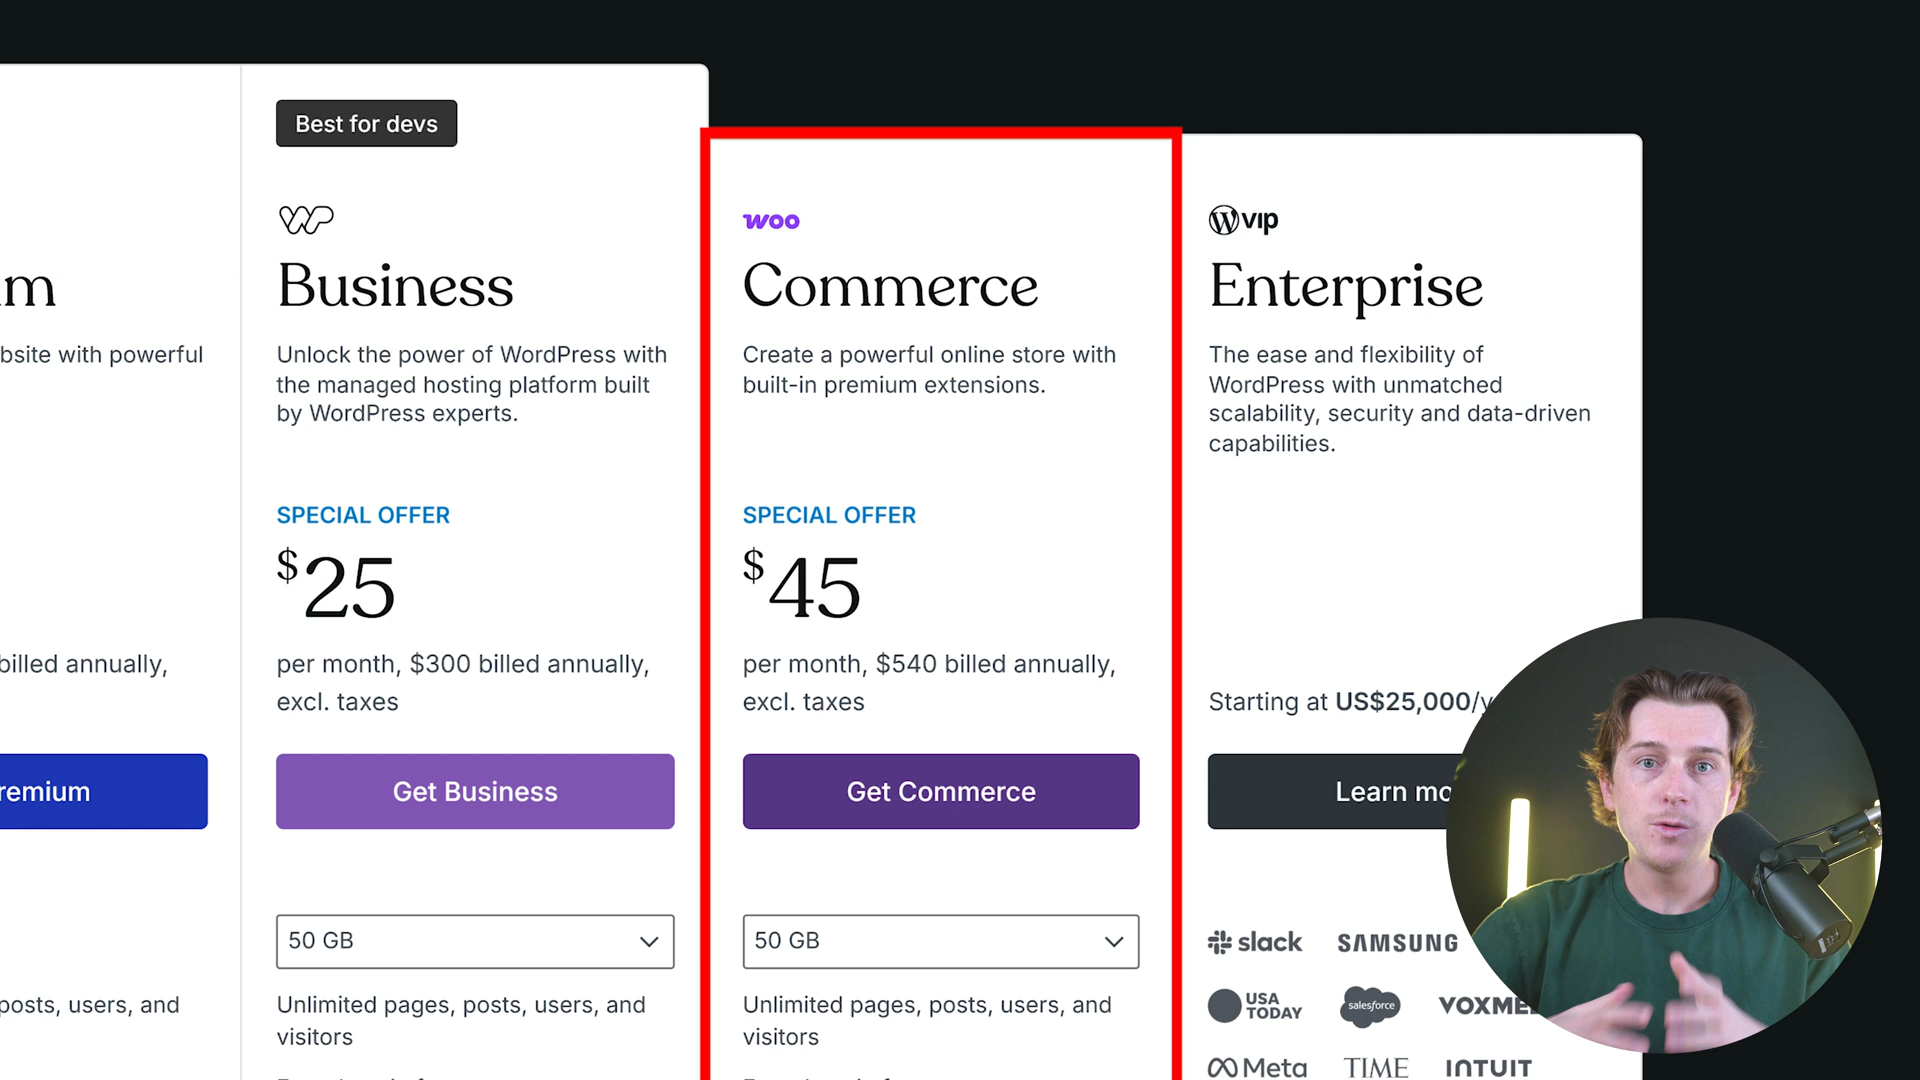 m
bsite with powerful
billed annually,
remium
posts, users, and
Best for devs
WP
Business
Unlock the power of WordPress with
the managed hosting platform built
by WordPress experts.
SPECIAL OFFER
$25
per month, $300 billed annually,
excl. taxes
Get Business
50 GB
Unlimited pages, posts, users, and
visitors
woo
Commerce
Create a powerful online store with
built-in premium extensions.
SPECIAL OFFER
$45
per month, $540 billed annually,
excl. taxes
Get Commerce
50 GB
Unlimited pages, posts, users, and
visitors
W vip
Enterprise
The ease and flexibility of
WordPress with unmatched
scalability, security and data-driven
capabilities.
Starting at US$25,000/y
Learn mo
slack SAMSUNG
USA TODAY salesforce VOXME
Meta TIME INTUIT